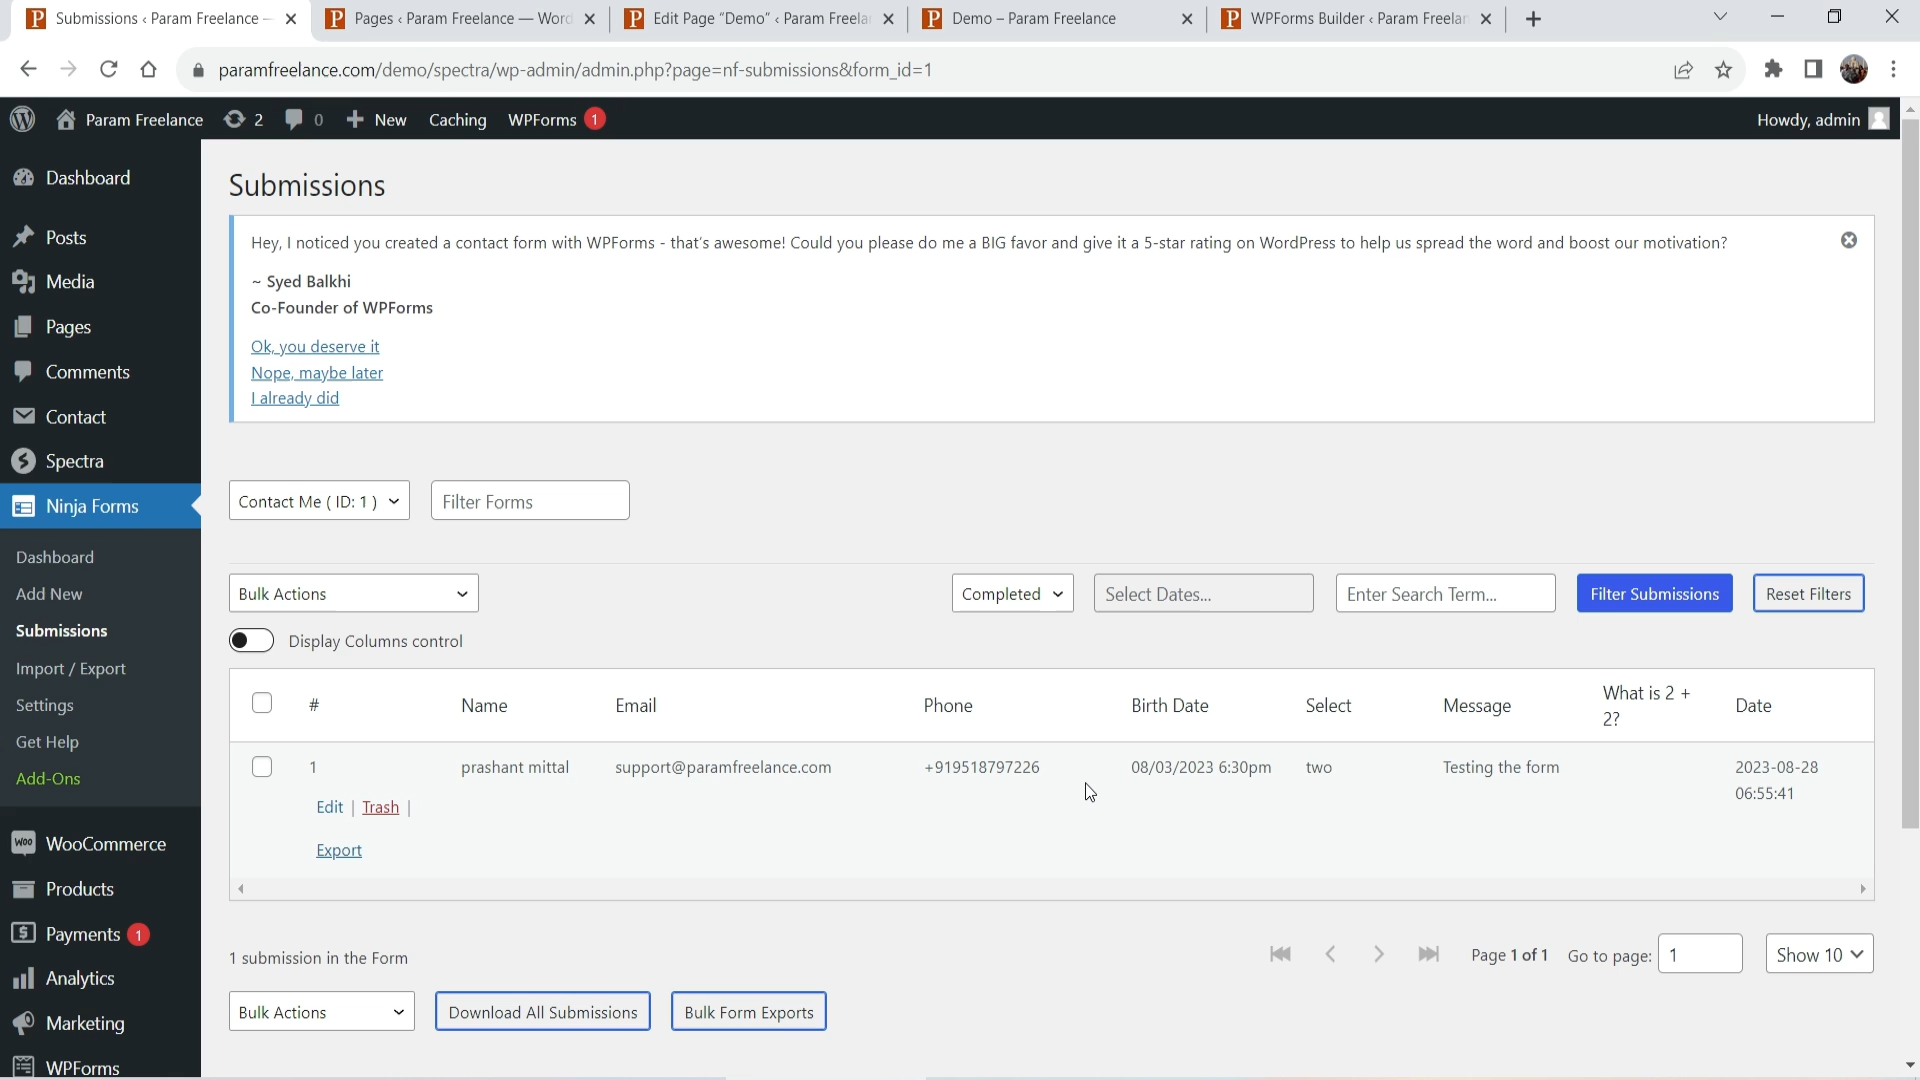 Submissions ‹ Param Freelance —
Pages ‹ Param Freelance — Word
Edit Page "Demo" ‹ Param Freelan
Demo – Param Freelance
WPForms Builder ‹ Param Freelan
paramfreelance.com/demo/spectra/wp-admin/admin.php?page=nf-submissions&form_id=1
Param Freelance 2 0 New Caching WPForms 1
Howdy, admin
Dashboard
Posts
Media
Pages
Comments
Contact
Spectra
Ninja Forms
Dashboard
Add New
Submissions
Import / Export
Settings
Get Help
Add-Ons
WooCommerce
Products
Payments 1
Analytics
Marketing
WPForms
Submissions
Hey, I noticed you created a contact form with WPForms - that's awesome! Could you please do me a BIG favor and give it a 5-star rating on WordPress to help us spread the word and boost our motivation?
~ Syed Balkhi
Co-Founder of WPForms
Ok, you deserve it
Nope, maybe later
I already did
Contact Me ( ID: 1 ) Filter Forms
Bulk Actions Completed Select Dates... Enter Search Term... Filter Submissions Reset Filters
Display Columns control
# Name Email Phone Birth Date Select Message What is 2 + Date
2?
1 prashant mittal support@paramfreelance.com +919518797226 08/03/2023 6:30pm two Testing the form 2023-08-28
06:55:41
Edit | Trash |
Export
1 submission in the Form
Page 1 of 1 Go to page: 1 Show 10
Bulk Actions Download All Submissions Bulk Form Exports